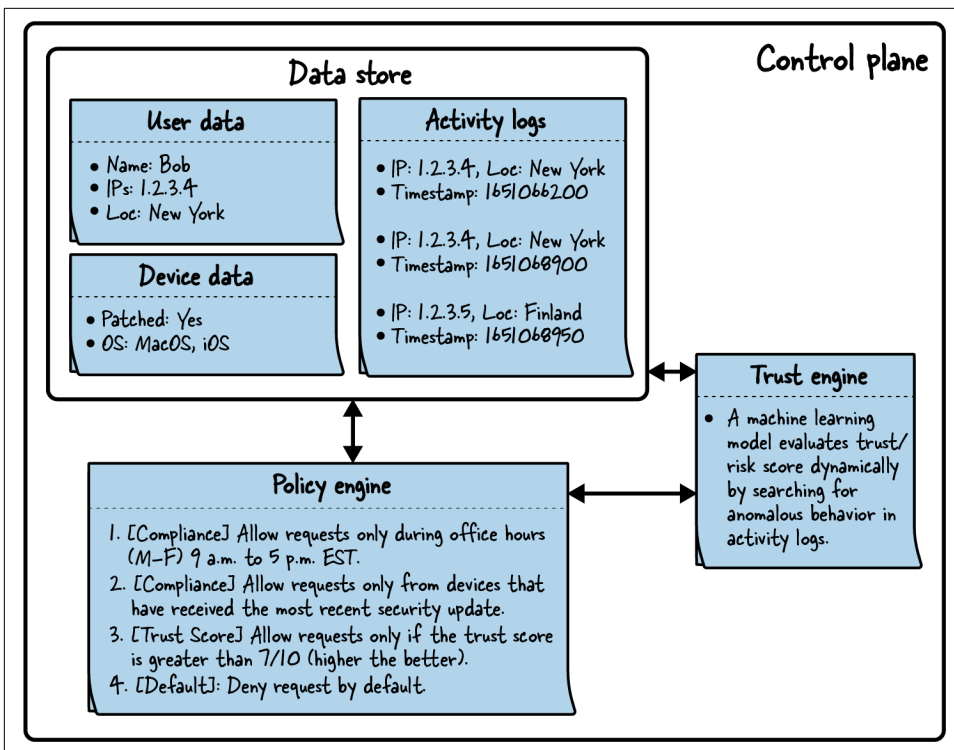 Control plane
Data store
User data
• Name: Bob
• IPs: 1.2.3.4
• Loc: New York
Device data
• Patched: Yes
• OS: MacOS, iOS
Activity logs
• IP: 1.2.3.4, Loc: New York
• Timestamp: 1651066200
• IP: 1.2.3.4, Loc: New York
• Timestamp: 1651068900
• IP: 1.2.3.5, Loc: Finland
• Timestamp: 1651068950
Trust engine
• A machine learning
model evaluates trust/
risk score dynamically
by searching for
anomalous behavior in
activity logs.
Policy engine
1. [Compliance] Allow requests only during office hours
(M–F) 9 a.m. to 5 p.m. EST.
2. [Compliance] Allow requests only from devices that
have received the most recent security update.
3. [Trust Score] Allow requests only if the trust score
is greater than 7/10 (higher the better).
4. [Default]: Deny request by default.